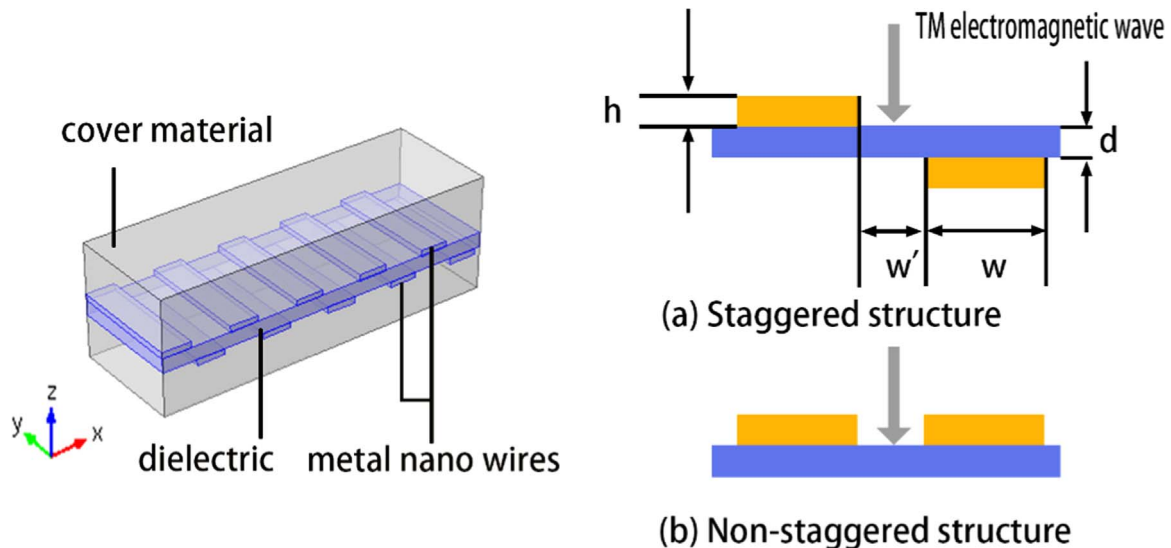 cover material
z
y
x
dielectric
metal nano wires
TM electromagnetic wave
h
d
w′
w
(a) Staggered structure
(b) Non-staggered structure